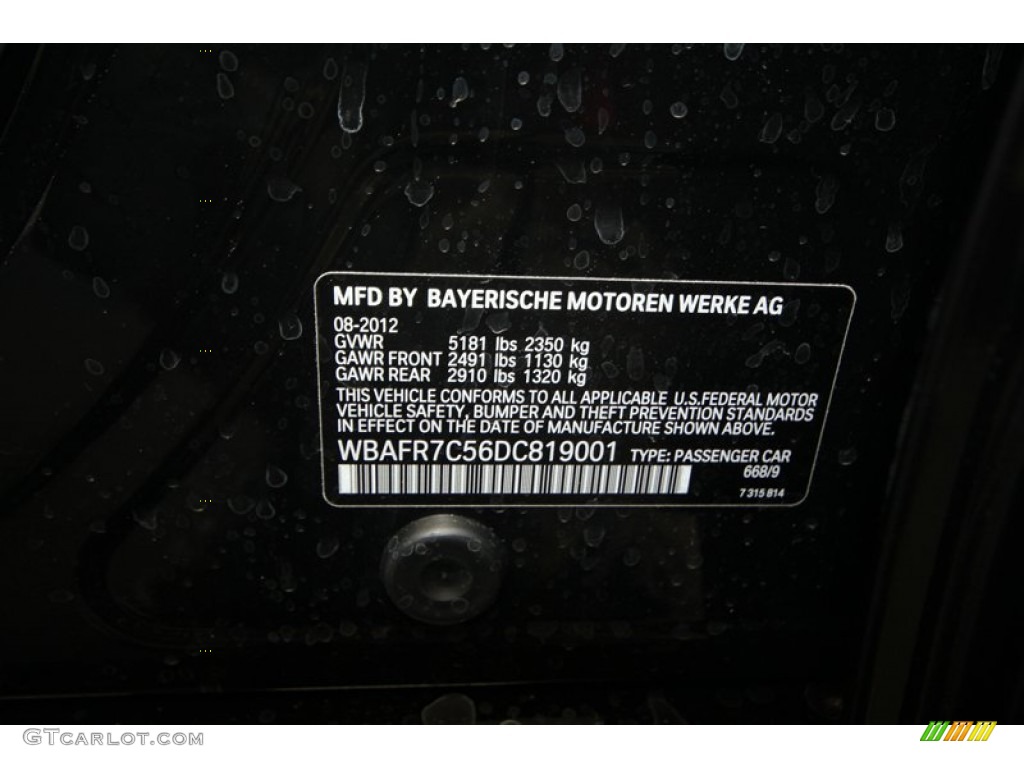 MFD BY BAYERISCHE MOTOREN WERKE AG
08-2012
GVWR 5181 lbs 2350 kg
GAWR FRONT 2491 lbs 1130 kg
GAWR REAR 2910 lbs 1320 kg
THIS VEHICLE CONFORMS TO ALL APPLICABLE U.S.FEDERAL MOTOR
VEHICLE SAFETY, BUMPER AND THEFT PREVENTION STANDARDS
IN EFFECT ON THE DATE OF MANUFACTURE SHOWN ABOVE.
WBAFR7C56DC819001 TYPE: PASSENGER CAR
668/9
7 315 814
GTCARLOT.COM